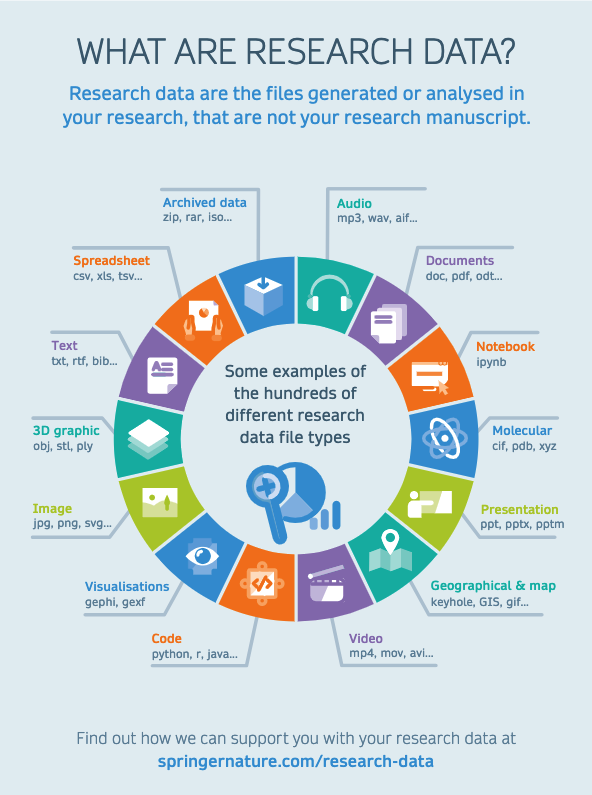 WHAT ARE RESEARCH DATA?
Research data are the files generated or analysed in
your research, that are not your research manuscript.
Archived data
zip, rar, iso...
Audio
mp3, wav, aif...
Spreadsheet
csv, xls, tsv...
Documents
doc, pdf, odt...
Text
txt, rtf, bib...
Notebook
ipynb
3D graphic
obj, stl, ply
Molecular
cif, pdb, xyz
Image
jpg, png, svg...
Presentation
ppt, pptx, pptm
Visualisations
gephi, gexf
Geographical & map
keyhole, GIS, gif...
Code
python, r, java...
Video
mp4, mov, avi...
Some examples of
the hundreds of
different research
data file types
Find out how we can support you with your research data at
springernature.com/research-data